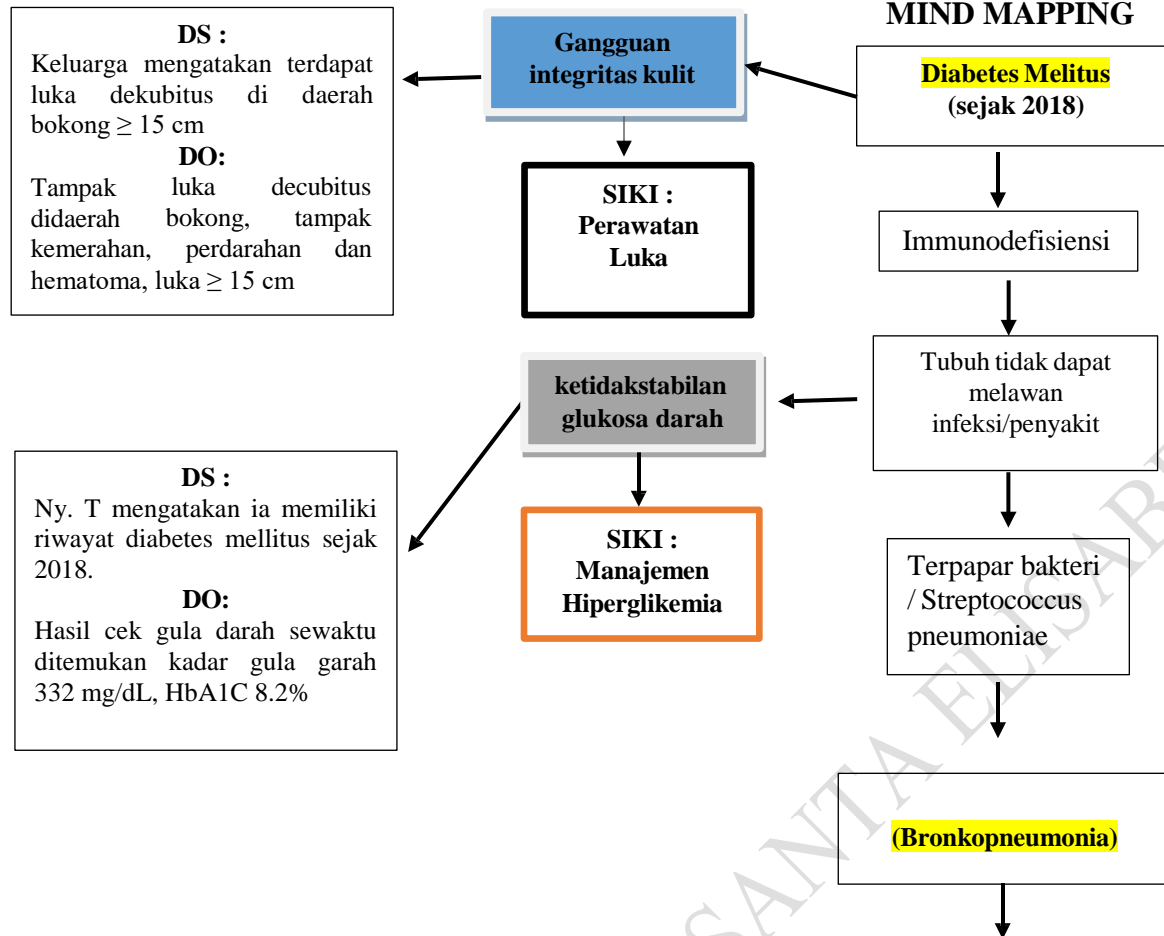 MIND MAPPING
DS :
Keluarga mengatakan terdapat
luka dekubitus di daerah
bokong ≥ 15 cm
DO:
Tampak luka decubitus
didaerah bokong, tampak
kemerahan, perdarahan dan
hematoma, luka ≥ 15 cm
Gangguan
integritas kulit
Diabetes Melitus
(sejak 2018)
SIKI :
Perawatan
Luka
Immunodefisiensi
ketidakstabilan
glukosa darah
Tubuh tidak dapat
melawan
infeksi/penyakit
DS :
Ny. T mengatakan ia memiliki
riwayat diabetes mellitus sejak
2018.
DO:
Hasil cek gula darah sewaktu
ditemukan kadar gula garah
332 mg/dL, HbA1C 8.2%
SIKI :
Manajemen
Hiperglikemia
Terpapar bakteri
/ Streptococcus
pneumoniae
(Bronkopneumonia)
SANTA ELISAB